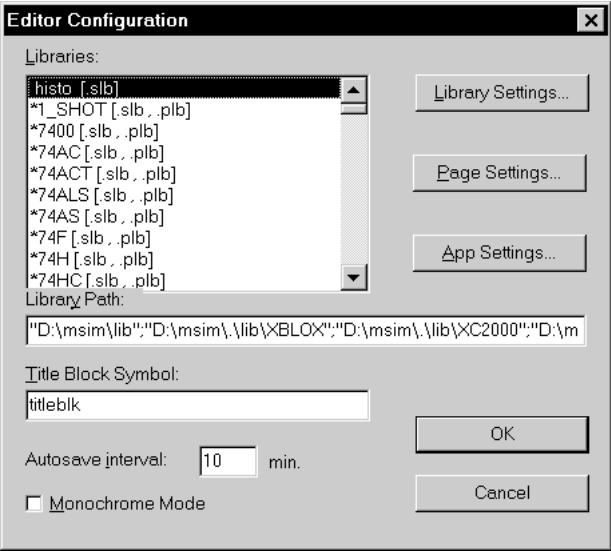 Editor Configuration
Libraries:
histo [.slb]
*1_SHOT [.slb , .plb]
*7400 [.slb , .plb]
*74AC [.slb , .plb]
*74ACT [.slb , .plb]
*74ALS [.slb , .plb]
*74AS [.slb , .plb]
*74F [.slb , .plb]
*74H [.slb , .plb]
*74HC [.slb , .plb]
Library Settings...
Page Settings...
App Settings...
Library Path:
"D:\msim\lib";"D:\msim\.\lib\XBLOX";"D:\msim\.\lib\XC2000";"D:\m
Title Block Symbol:
titleblk
Autosave interval: 10 min.
Monochrome Mode
OK
Cancel